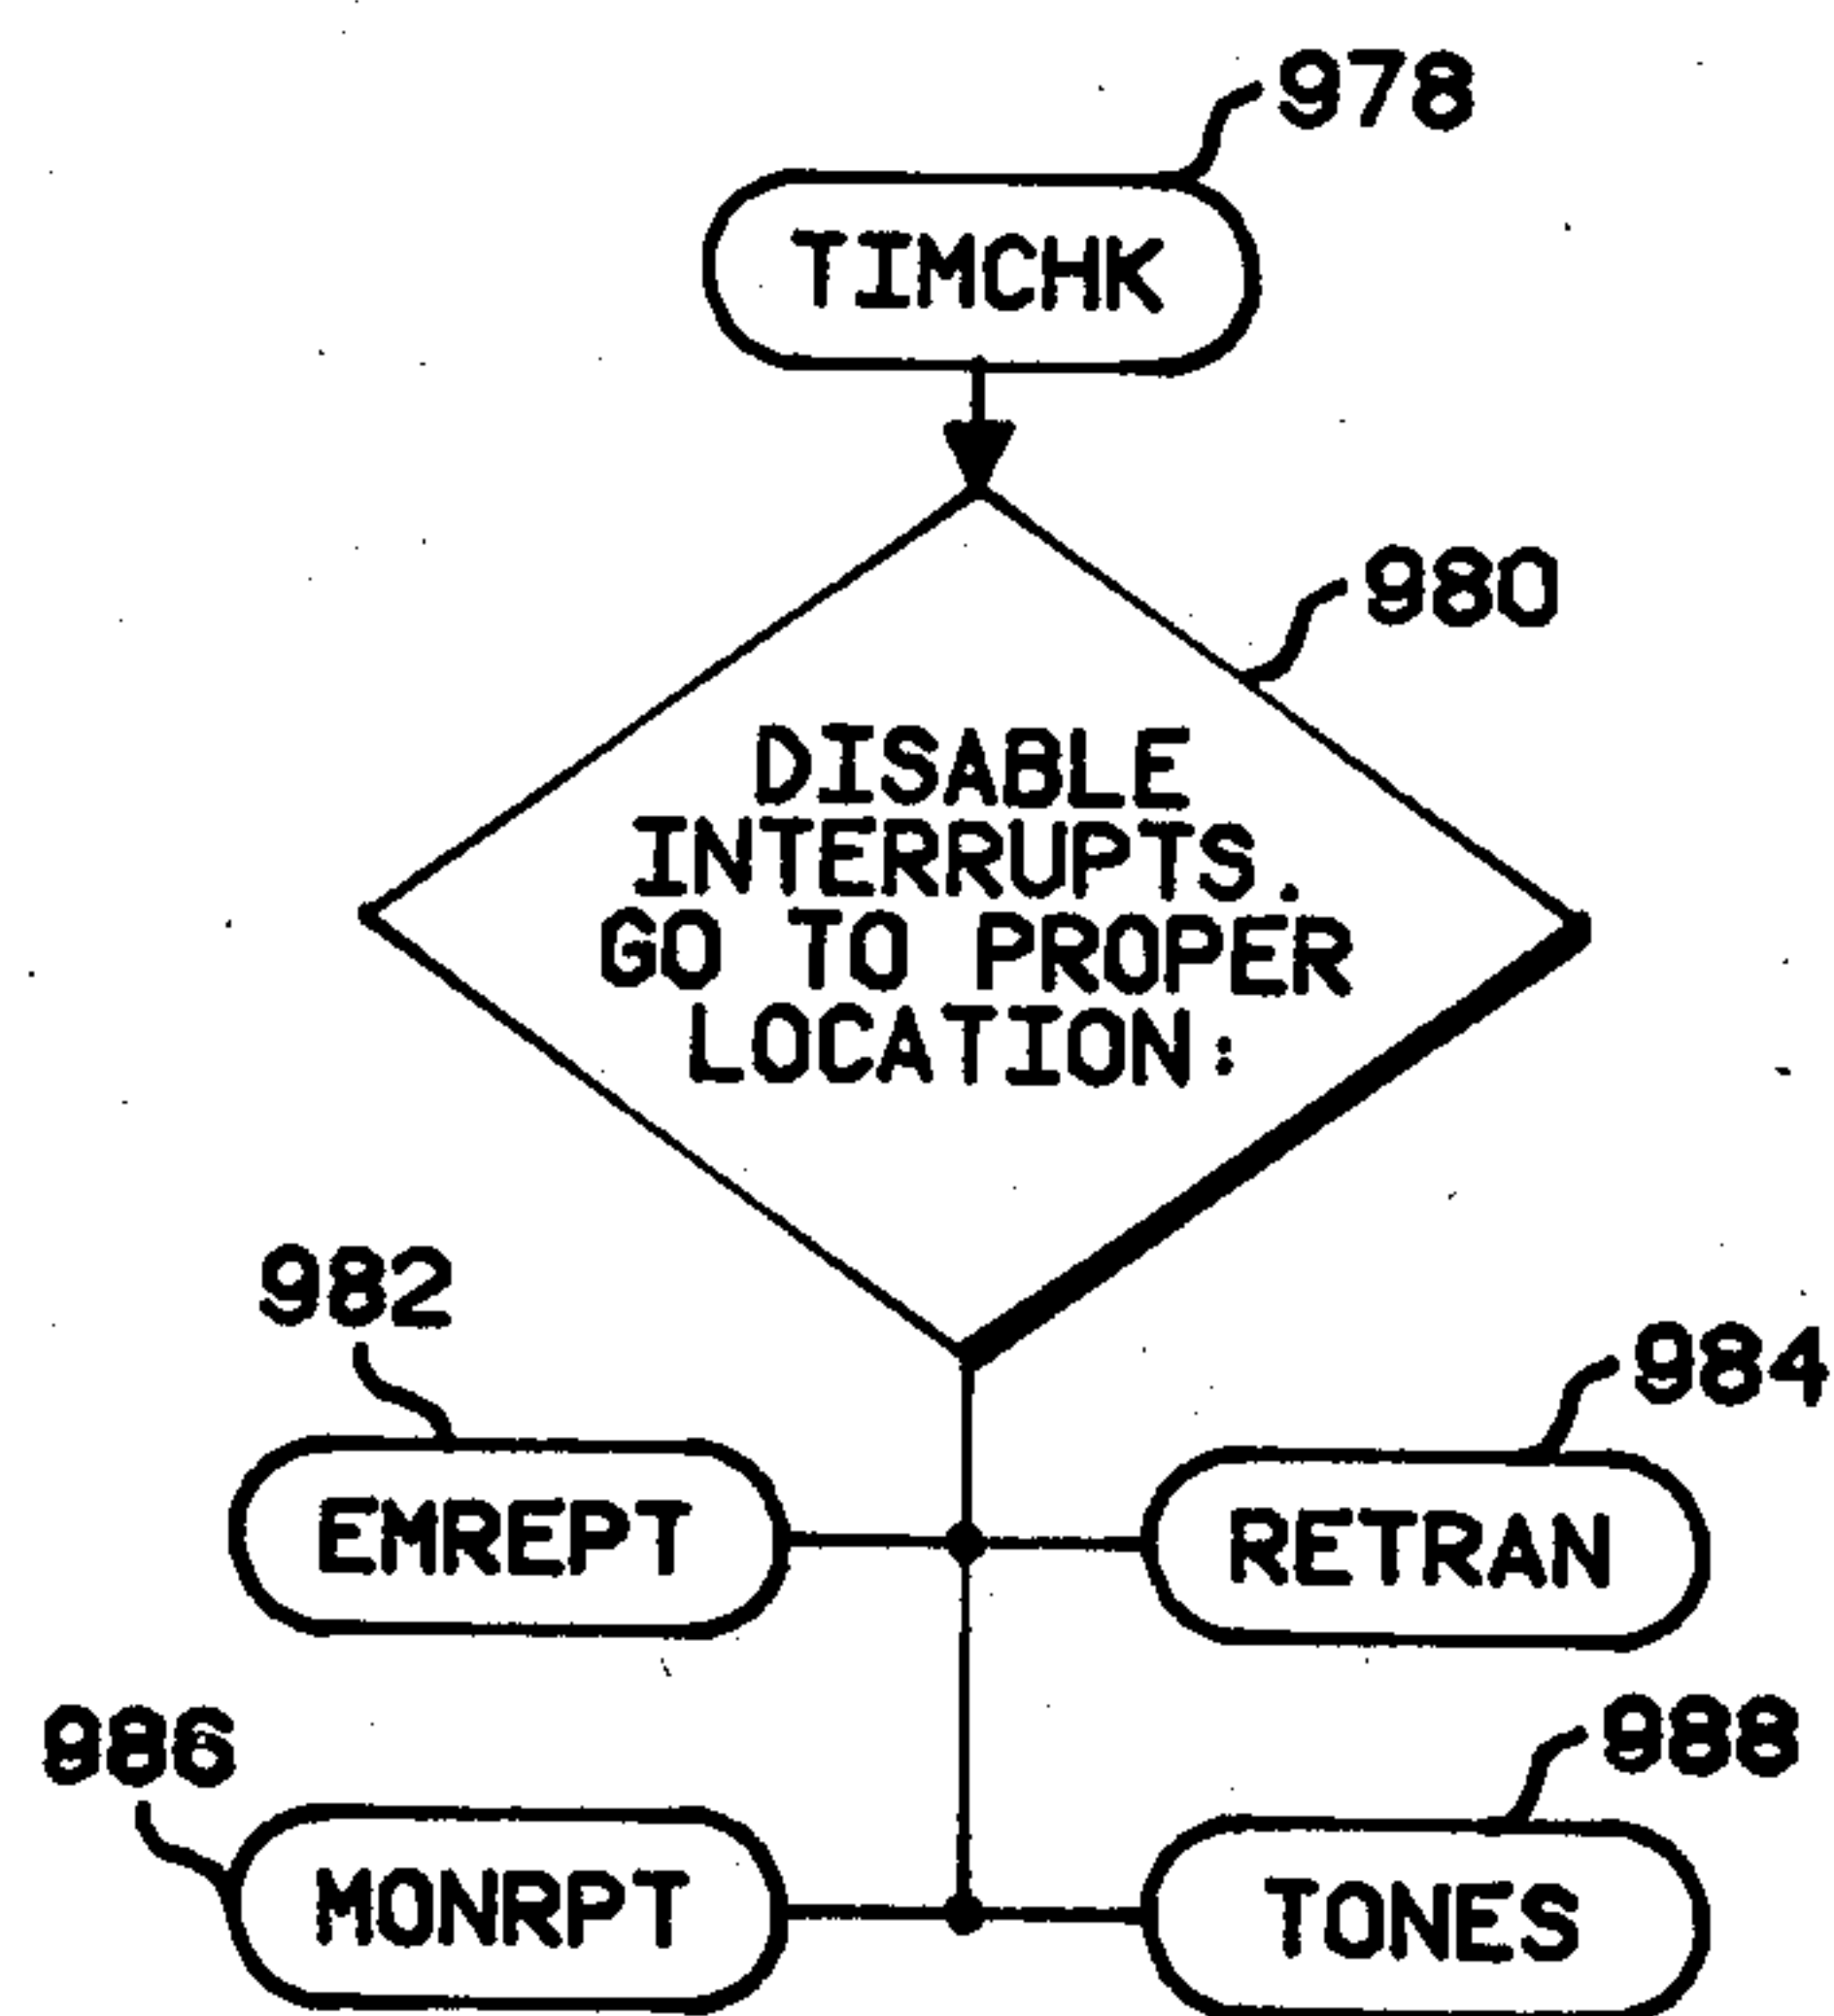 978
TIMCHK
980
DISABLE
INTERRUPTS.
GO TO PROPER
LOCATION:
982
984
EMREPT
RETRAN
986
988
MONRPT
TONES